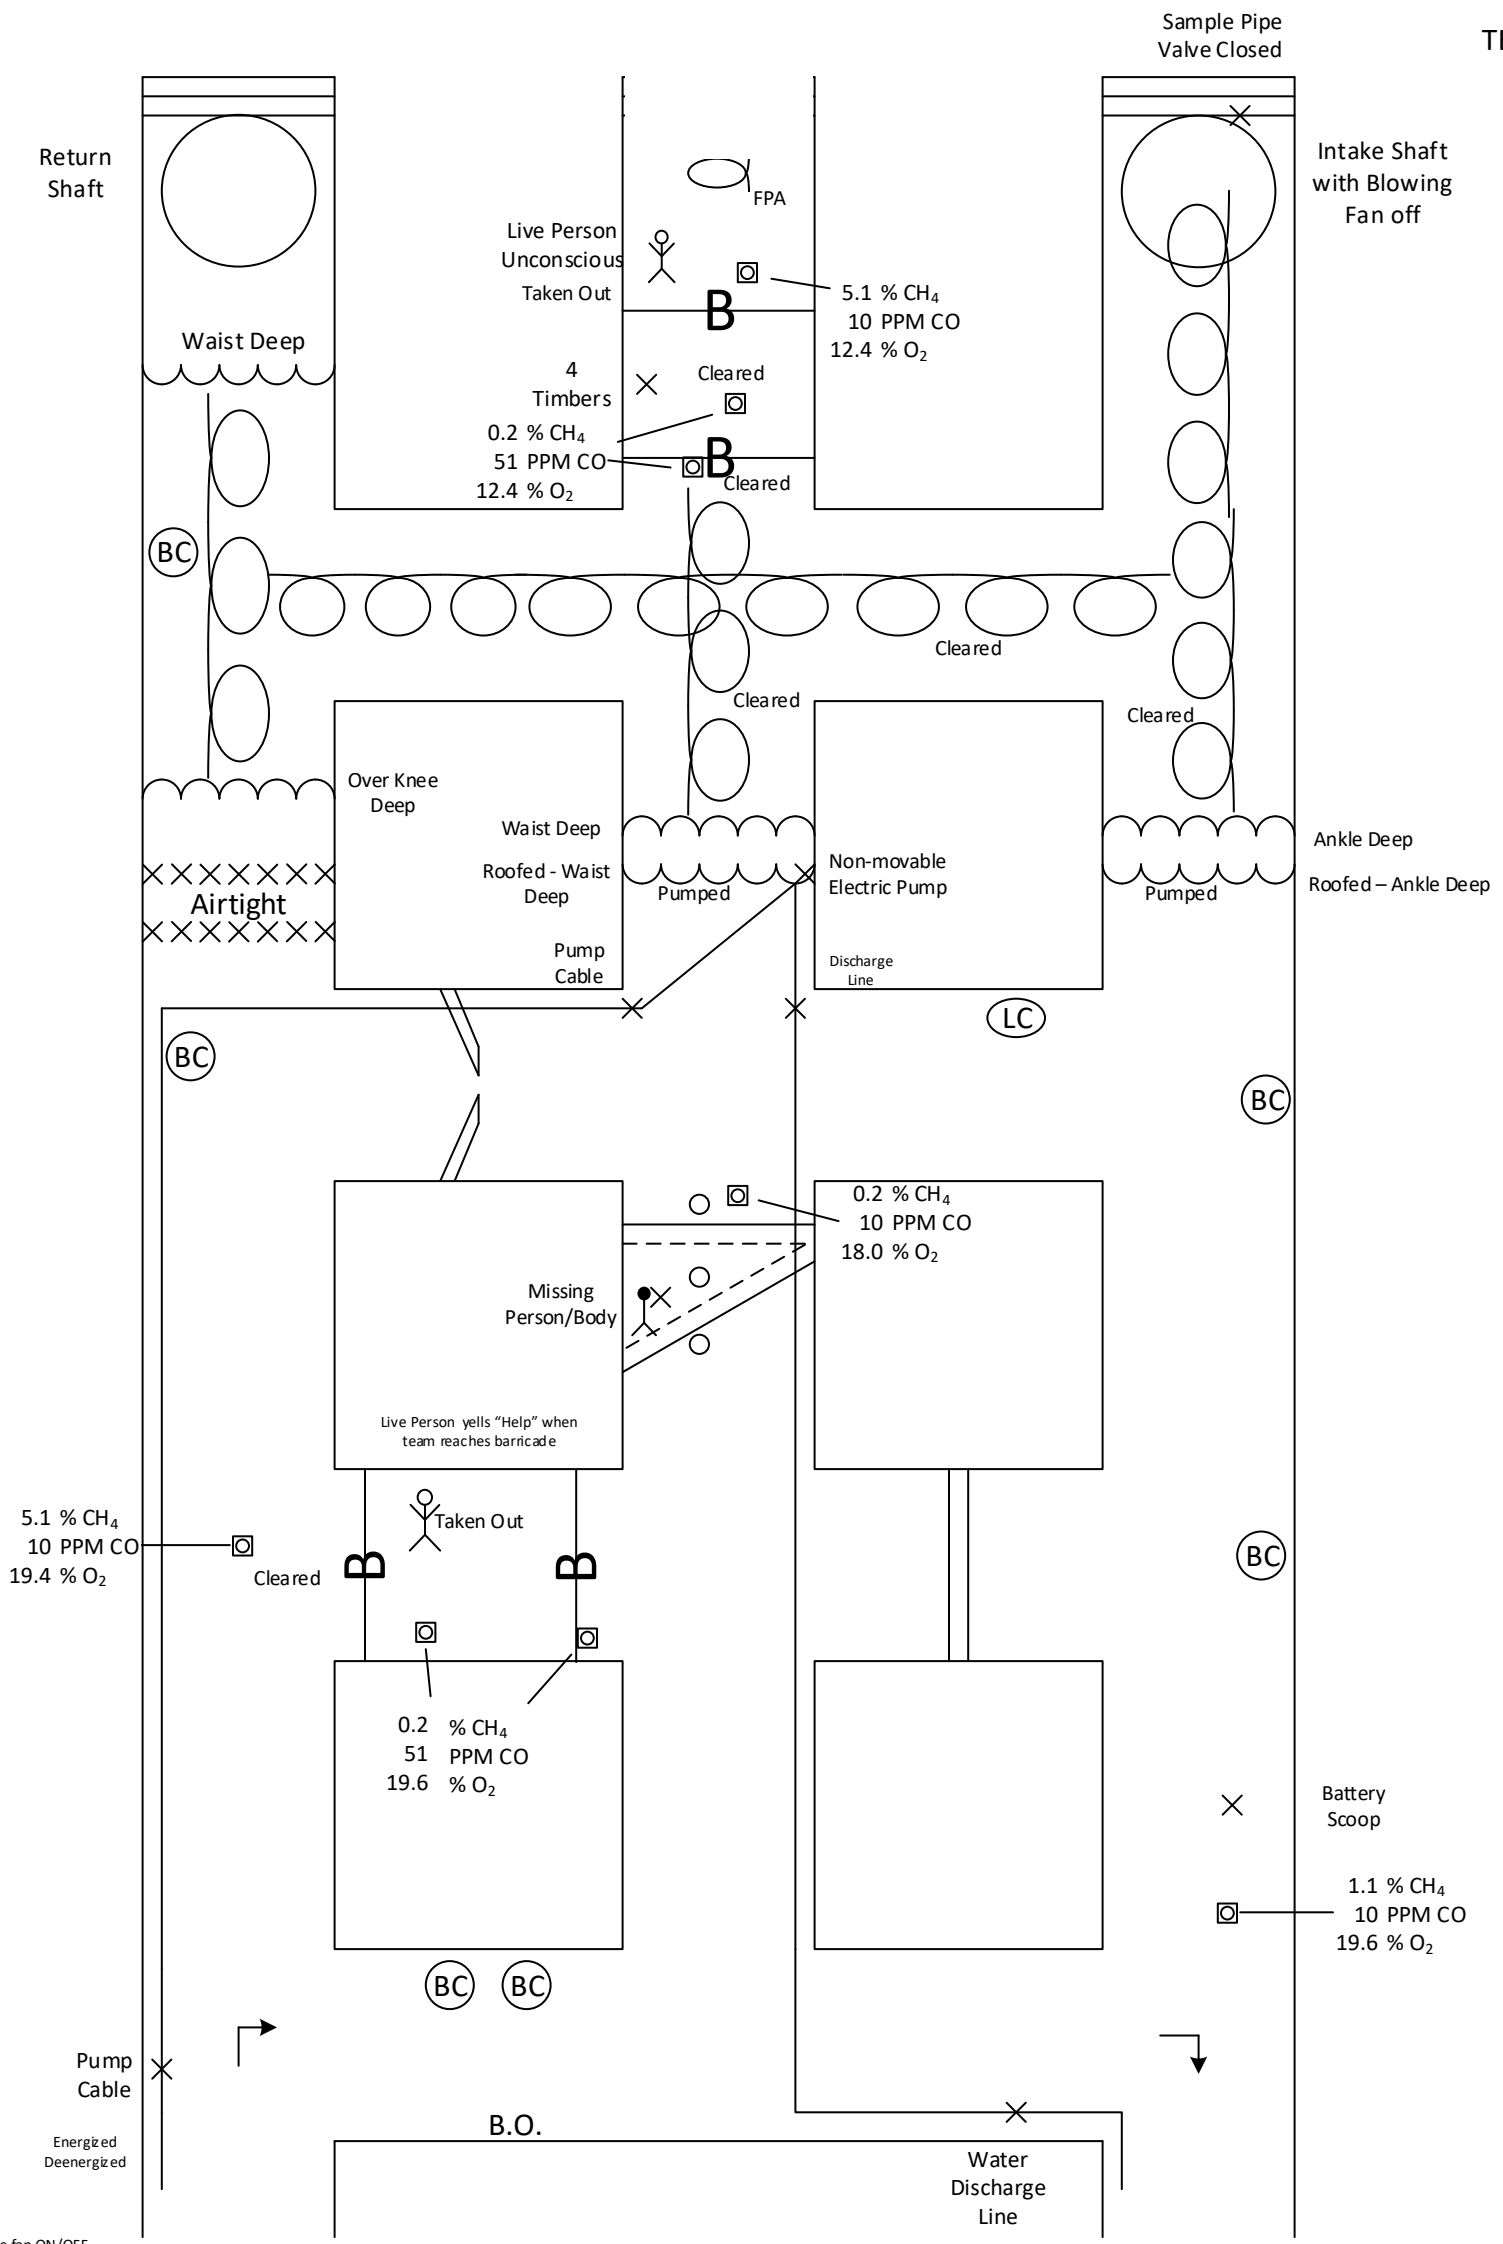 Sample Pipe
Valve Closed
Return
Shaft
Intake Shaft
with Blowing
Fan off
FPA
Live Person
Unconscious
Taken Out
B
5.1 % CH₄
10 PPM CO
12.4 % O₂
Waist Deep
4
Timbers
Cleared
0.2 % CH₄
51 PPM CO
12.4 % O₂
B
Cleared
BC
Cleared
Cleared
Cleared
Over Knee
Deep
Waist Deep
Ankle Deep
Roofed - Waist
Deep
Pumped
Non-movable
Electric Pump
Pumped
Roofed – Ankle Deep
Airtight
Pump
Cable
Discharge
Line
LC
BC
BC
0.2 % CH₄
10 PPM CO
18.0 % O₂
Missing
Person/Body
Live Person yells “Help” when
team reaches barricade
5.1 % CH₄
10 PPM CO
19.4 % O₂
Taken Out
Cleared
B
B
BC
0.2 % CH₄
51 PPM CO
19.6 % O₂
Battery
Scoop
1.1 % CH₄
10 PPM CO
19.6 % O₂
BC
BC
Pump
Cable
B.O.
Energized
Deenergized
Water
Discharge
Line